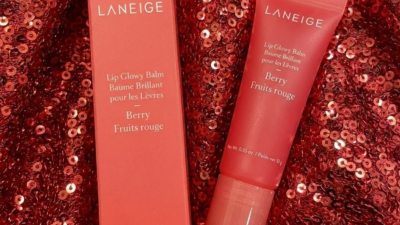 LANEIGE
Lip Glowy Balm
Baume Brillant
pour les Lèvres
Berry
Fruits rouge
LANEIGE
Lip Glowy Balm
Baume Brillant
pour les Lèvres
Berry
Fruits rouge